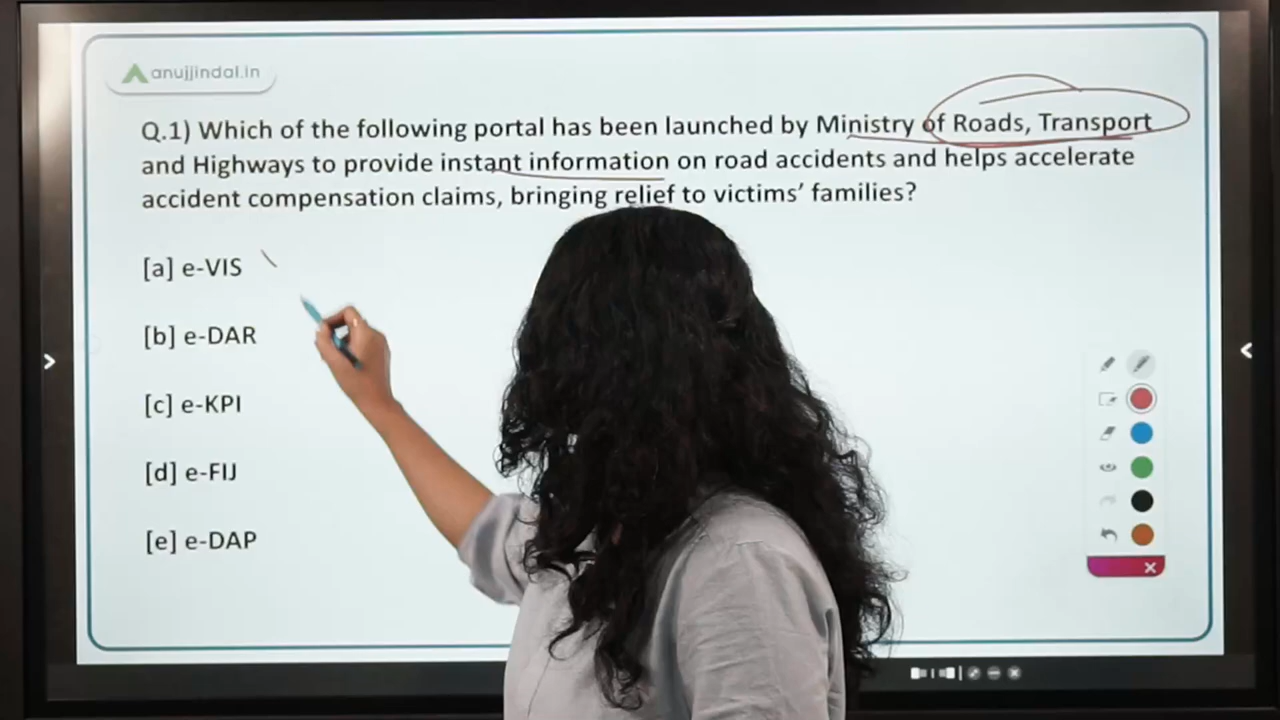 anujjindal.in
Q.1) Which of the following portal has been launched by Ministry of Roads, Transport
and Highways to provide instant information on road accidents and helps accelerate
accident compensation claims, bringing relief to victims’ families?
[a] e-VIS
[b] e-DAR
[c] e-KPI
[d] e-FIJ
[e] e-DAP